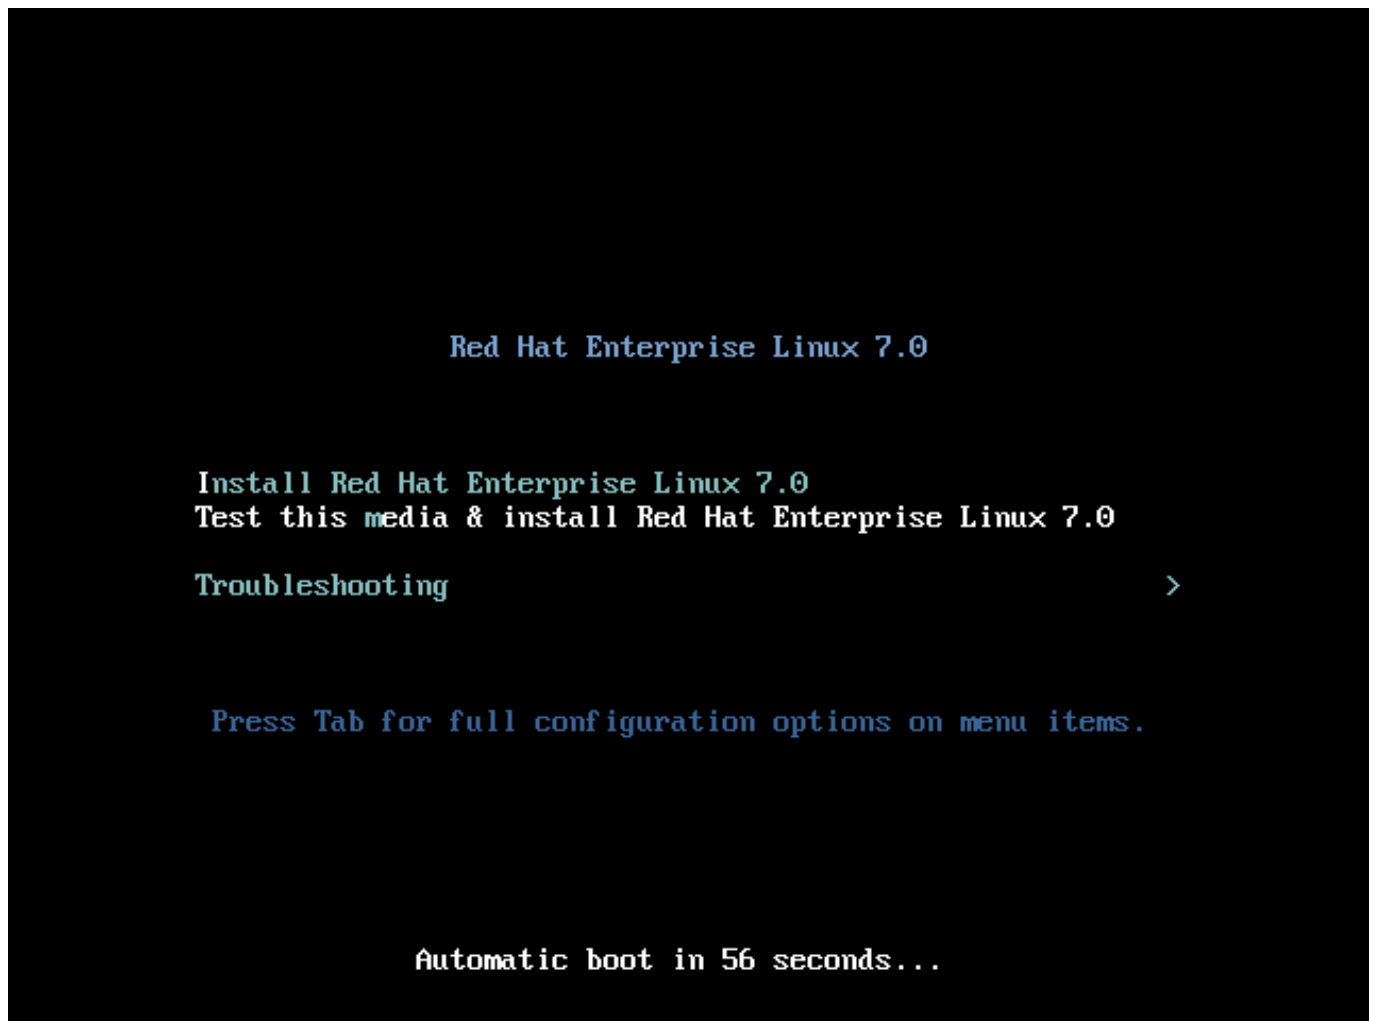 Red Hat Enterprise Linux 7.0
Install Red Hat Enterprise Linux 7.0
Test this media & install Red Hat Enterprise Linux 7.0
Troubleshooting >
Press Tab for full configuration options on menu items.
Automatic boot in 56 seconds...